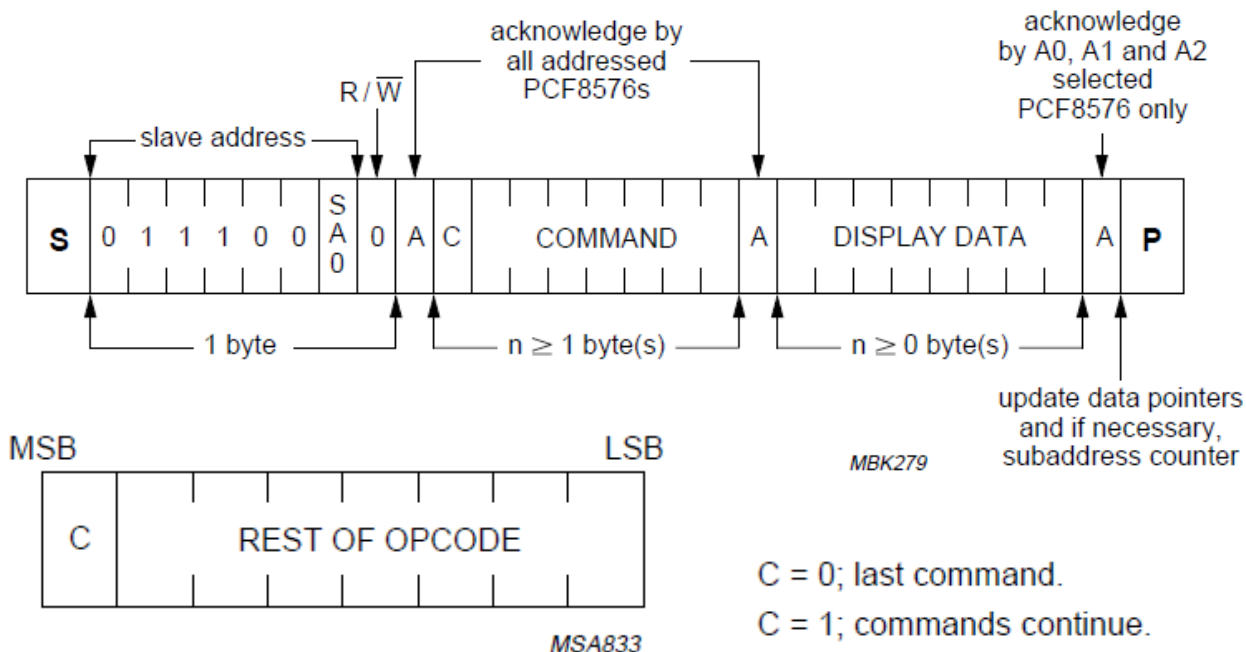 acknowledge by
all addressed
PCF8576s
acknowledge
by A0, A1 and A2
selected
PCF8576 only
R / W̅
slave address
S 0 1 1 1 0 0 SA0 0 A C COMMAND A DISPLAY DATA A P
1 byte
n ≥ 1 byte(s)
n ≥ 0 byte(s)
update data pointers
and if necessary,
subaddress counter
MBK279
MSB LSB
C REST OF OPCODE
MSA833
C = 0; last command.
C = 1; commands continue.